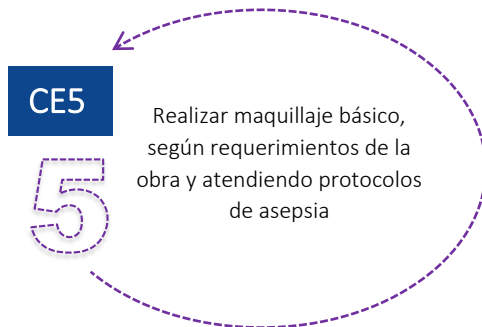 CE5
5
Realizar maquillaje básico,
según requerimientos de la
obra y atendiendo protocolos
de asepsia